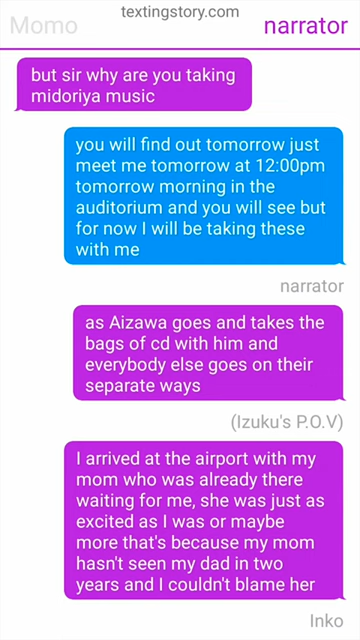 textingstory.com
Momo
narrator
but sir why are you taking
midoriya music
you will find out tomorrow just
meet me tomorrow at 12:00pm
tomorrow morning in the
auditorium and you will see but
for now I will be taking these
with me
narrator
as Aizawa goes and takes the
bags of cd with him and
everybody else goes on their
separate ways
(Izuku's P.O.V)
I arrived at the airport with my
mom who was already there
waiting for me, she was just as
excited as I was or maybe
more that's because my mom
hasn't seen my dad in two
years and I couldn't blame her
Inko